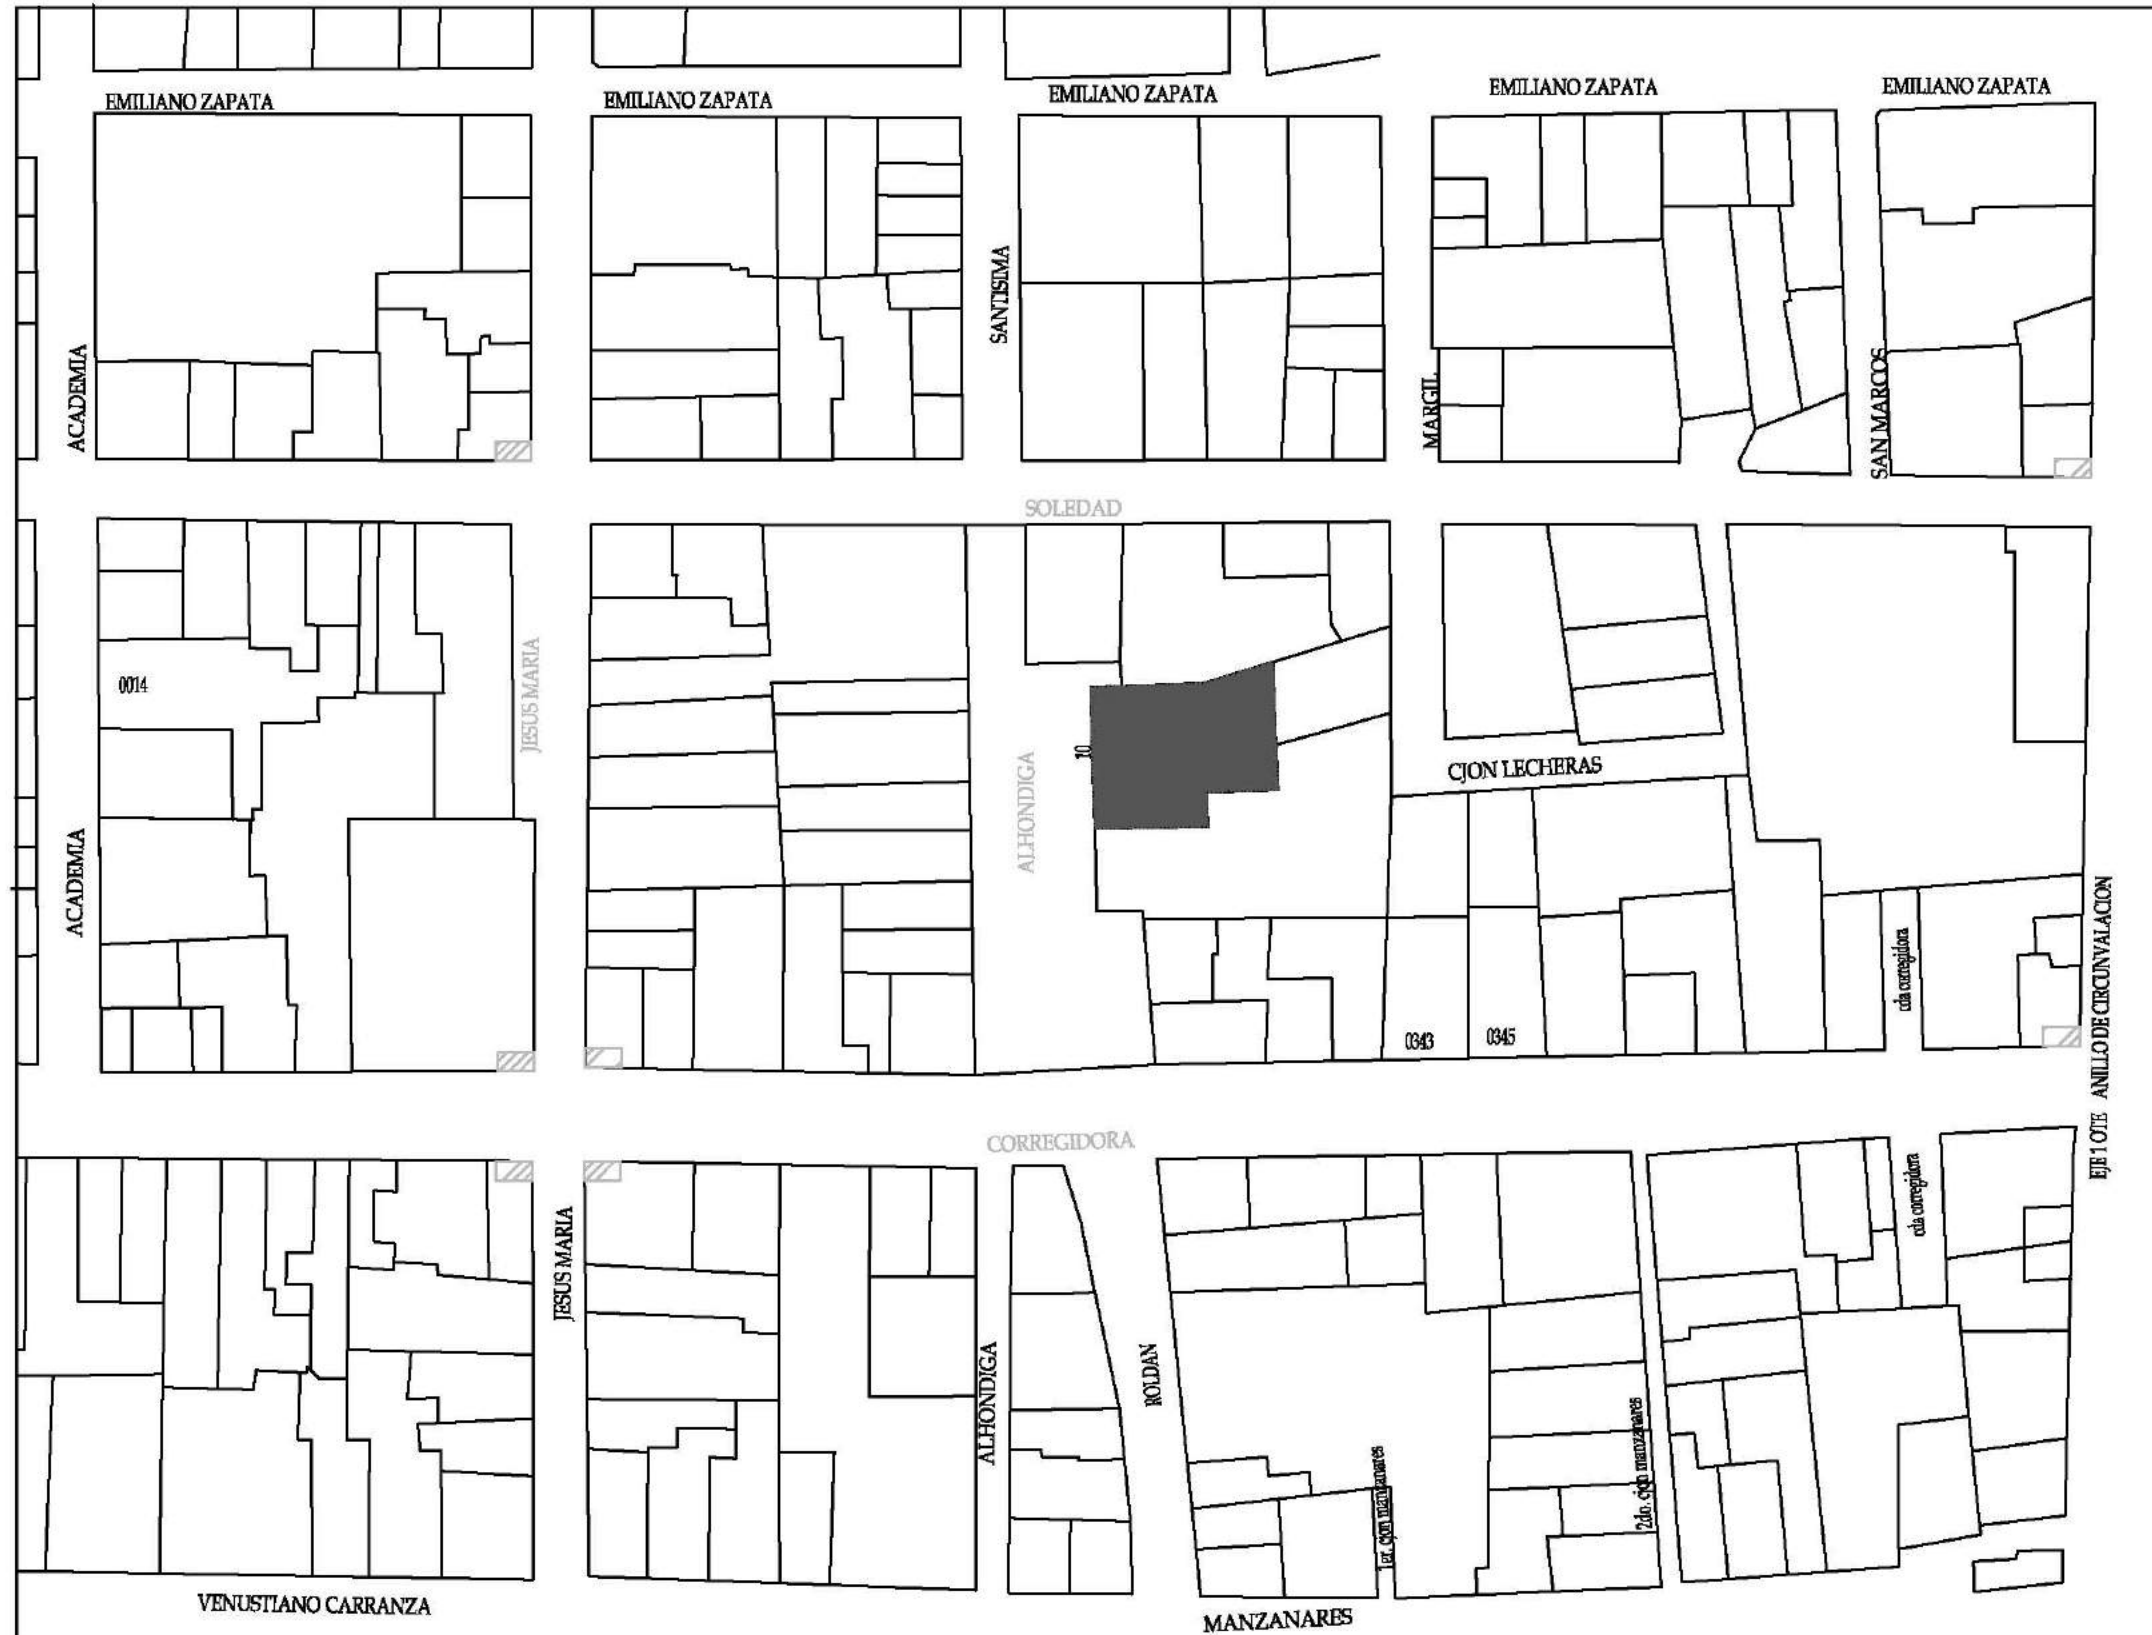 EMILIANO ZAPATA
EMILIANO ZAPATA
EMILIANO ZAPATA
EMILIANO ZAPATA
EMILIANO ZAPATA
ACADEMIA
SANTISIMA
MARGIL
SAN MARCOS
SOLEDAD
0014
JESUS MARIA
10
ALHONDIGA
CJON LECHERAS
ACADEMIA
cda corregidora
0343
0345
EJE 1 OTE ANILLO DE CIRCUNVALACION
CORREGIDORA
cda corregidora
JESUS MARIA
ALHONDIGA
ROLDAN
1er. cjon manzanares
2do. cjon manzanares
VENUSTIANO CARRANZA
MANZANARES